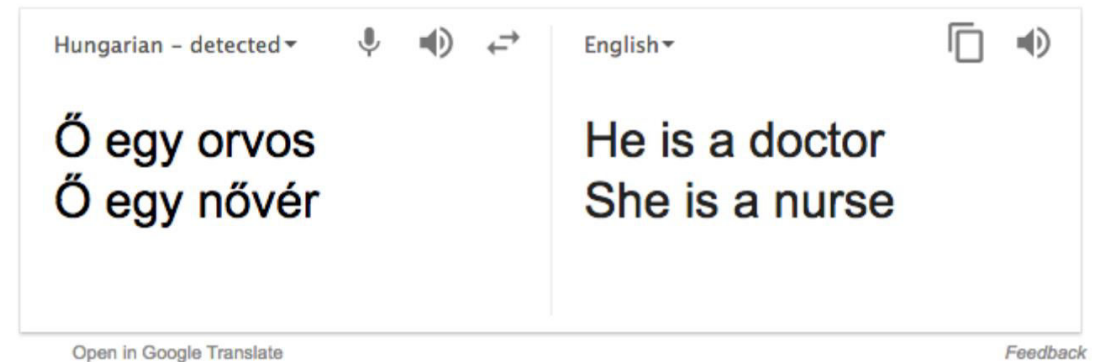 Hungarian – detected
English
Ő egy orvos
Ő egy nővér
He is a doctor
She is a nurse
Open in Google Translate
Feedback